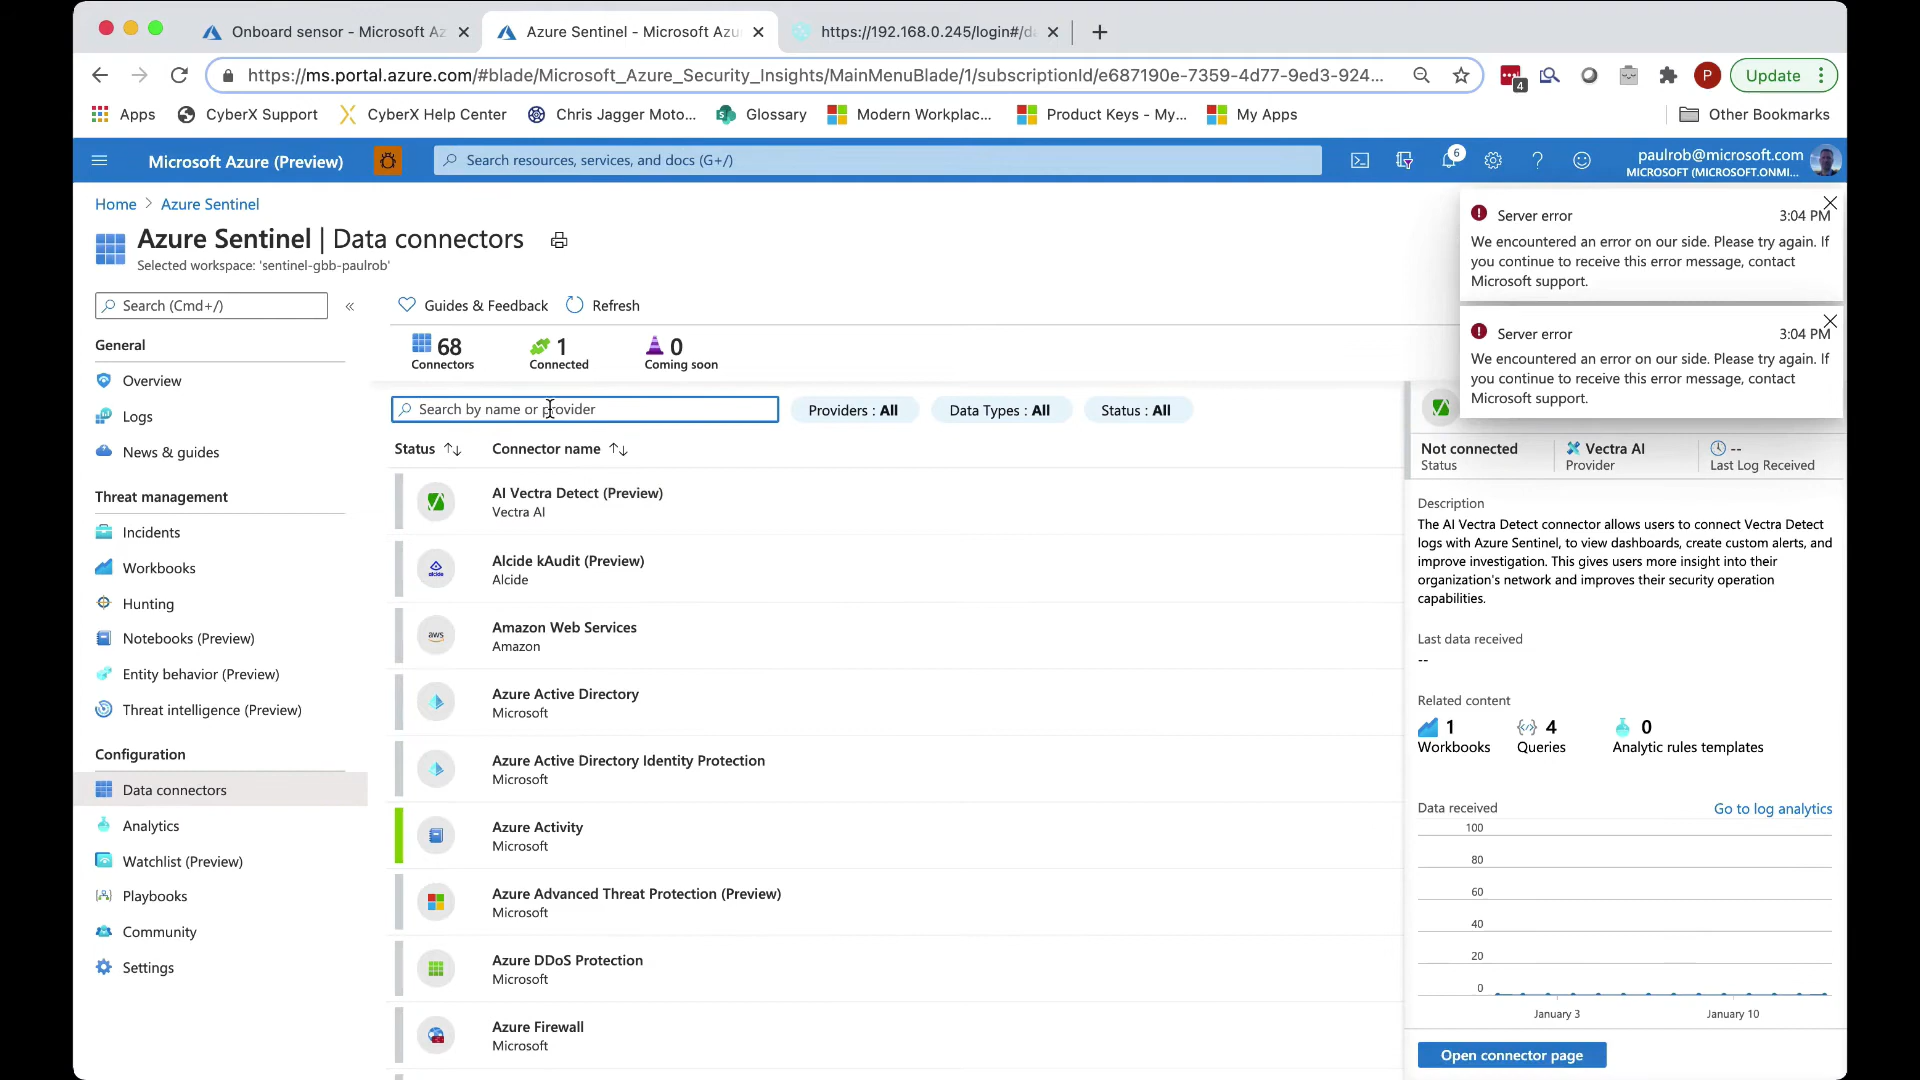 Onboard sensor - Microsoft Az
Azure Sentinel - Microsoft Azu
https://192.168.0.245/login#/d
https://ms.portal.azure.com/#blade/Microsoft_Azure_Security_Insights/MainMenuBlade/1/subscriptionId/e687190e-7359-4d77-9ed3-924...
4
P
Update
Apps
CyberX Support
CyberX Help Center
Chris Jagger Moto...
Glossary
Modern Workplac...
Product Keys - My...
My Apps
Other Bookmarks
Microsoft Azure (Preview)
Search resources, services, and docs (G+/)
6
paulrob@microsoft.com
MICROSOFT (MICROSOFT.ONMI...
Home > Azure Sentinel
Azure Sentinel | Data connectors
Selected workspace: 'sentinel-gbb-paulrob'
Search (Cmd+/)
General
Overview
Logs
News & guides
Threat management
Incidents
Workbooks
Hunting
Notebooks (Preview)
Entity behavior (Preview)
Threat intelligence (Preview)
Configuration
Data connectors
Analytics
Watchlist (Preview)
Playbooks
Community
Settings
Guides & Feedback
Refresh
68
Connectors
1
Connected
0
Coming soon
Search by name or provider
Providers : All
Data Types : All
Status : All
Status
Connector name
AI Vectra Detect (Preview)
Vectra AI
Alcide kAudit (Preview)
alcide
Alcide
Amazon Web Services
aws
Amazon
Azure Active Directory
Microsoft
Azure Active Directory Identity Protection
Microsoft
Azure Activity
Microsoft
Azure Advanced Threat Protection (Preview)
Microsoft
Azure DDoS Protection
Microsoft
Azure Firewall
Microsoft
Server error
3:04 PM
We encountered an error on our side. Please try again. If
you continue to receive this error message, contact
Microsoft support.
Server error
3:04 PM
We encountered an error on our side. Please try again. If
you continue to receive this error message, contact
Microsoft support.
Not connected
Status
Vectra AI
Provider
--
Last Log Received
Description
The AI Vectra Detect connector allows users to connect Vectra Detect
logs with Azure Sentinel, to view dashboards, create custom alerts, and
improve investigation. This gives users more insight into their
organization's network and improves their security operation
capabilities.
Last data received
--
Related content
1
Workbooks
4
Queries
0
Analytic rules templates
Data received
Go to log analytics
100
80
60
40
20
0
January 3
January 10
Open connector page